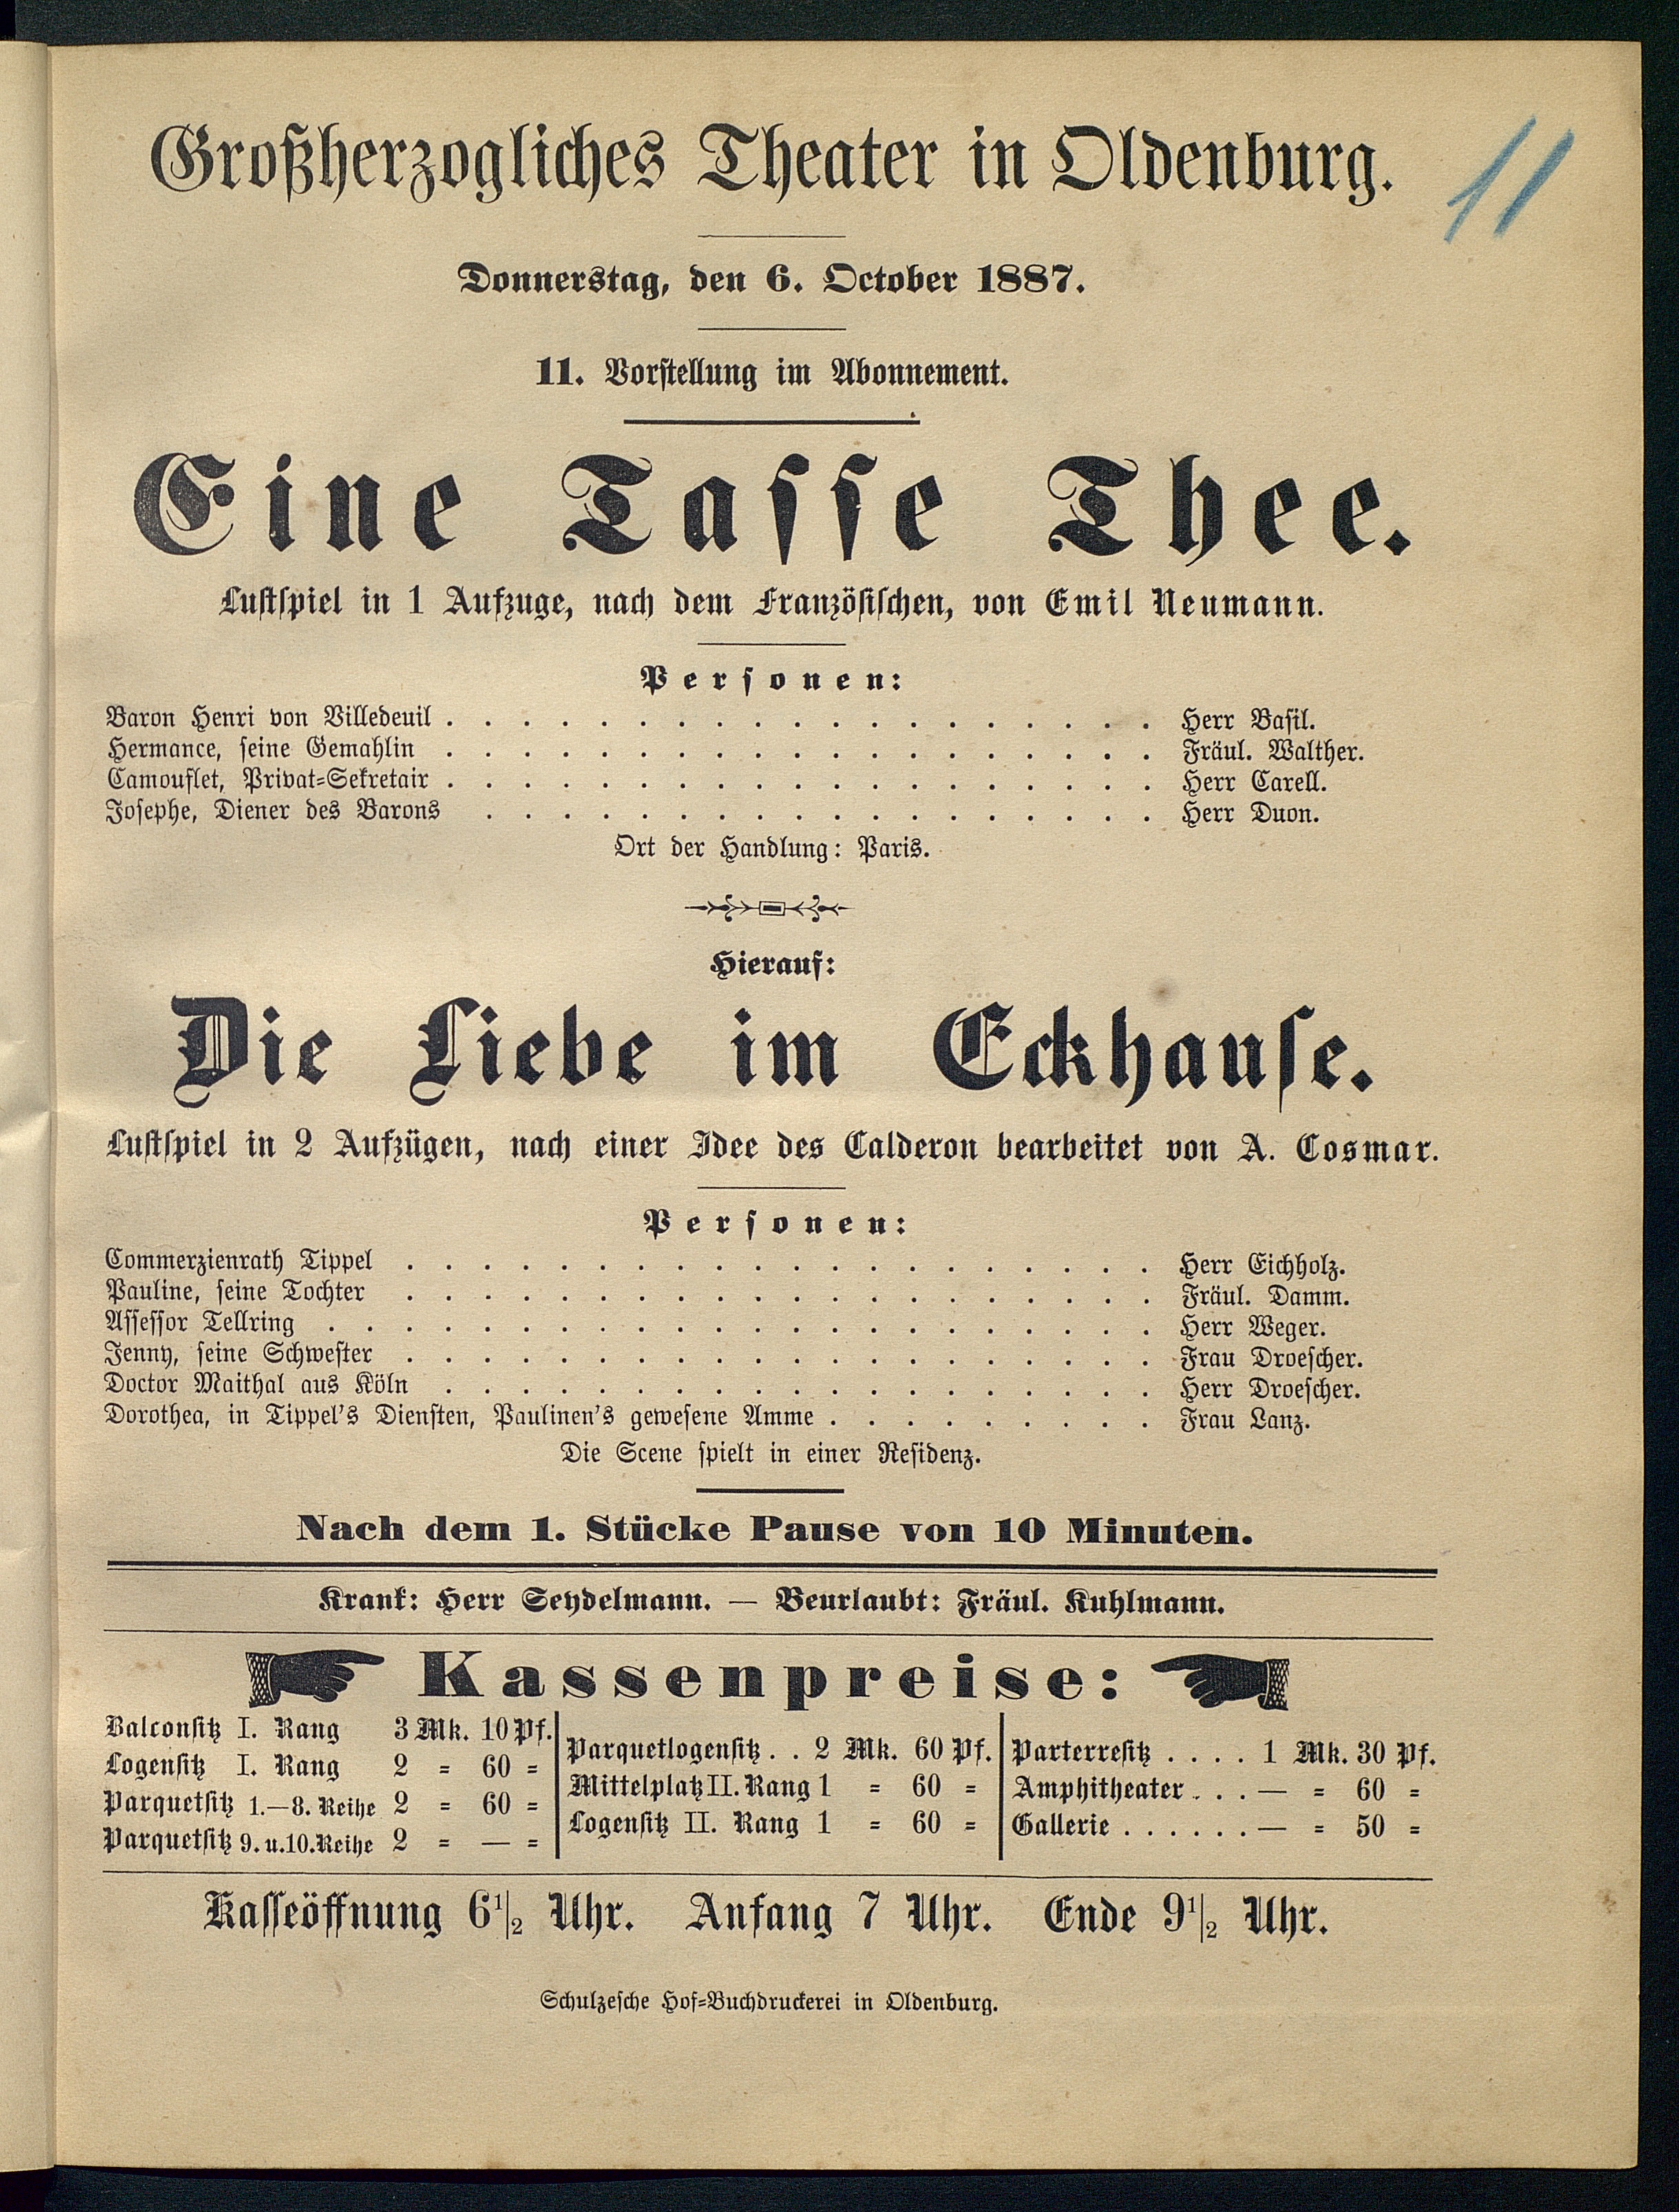 Großherzogliches Theater in Oldenburg.
11
Donnerstag, den 6. October 1887.
11. Vorstellung im Abonnement.
Eine Tasse Thee.
Lustspiel in 1 Aufzuge, nach dem Französischen, von Emil Neumann.
Personen:
Baron Henri von Villedeuil . . . . . . . . . . . . . . . . . . . Herr Basil.
Hermance, seine Gemahlin . . . . . . . . . . . . . . . . . . . Fräul. Walther.
Camouflet, Privat=Sekretair . . . . . . . . . . . . . . . . . . . Herr Carell.
Josephe, Diener des Barons . . . . . . . . . . . . . . . . . . Herr Duon.
Ort der Handlung: Paris.
Hierauf:
Die Liebe im Eckhause.
Lustspiel in 2 Aufzügen, nach einer Idee des Calderon bearbeitet von A. Cosmar.
Personen:
Commerzienrath Tippel . . . . . . . . . . . . . . . . . . . . Herr Eichholz.
Pauline, seine Tochter . . . . . . . . . . . . . . . . . . . . Fräul. Damm.
Assessor Tellring . . . . . . . . . . . . . . . . . . . . . . Herr Weger.
Jenny, seine Schwester . . . . . . . . . . . . . . . . . . . . Frau Droescher.
Doctor Maithal aus Köln . . . . . . . . . . . . . . . . . . . Herr Droescher.
Dorothea, in Tippel's Diensten, Paulinen's gewesene Amme . . . . . . . . . Frau Lanz.
Die Scene spielt in einer Residenz.
Nach dem 1. Stücke Pause von 10 Minuten.
Krank: Herr Seydelmann. — Beurlaubt: Fräul. Kuhlmann.
Kassenpreise:
Balconsitz I. Rang 3 Mk. 10 Pf.
Logensitz I. Rang 2 = 60 =
Parquetsitz 1.—8. Reihe 2 = 60 =
Parquetsitz 9. u. 10. Reihe 2 = — =
Parquetlogensitz . . 2 Mk. 60 Pf.
Mittelplatz II. Rang 1 = 60 =
Logensitz II. Rang 1 = 60 =
Parterresitz . . . . 1 Mk. 30 Pf.
Amphitheater . . . — = 60 =
Gallerie . . . . . . — = 50 =
Kasseöffnung 6 1/2 Uhr. Anfang 7 Uhr. Ende 9 1/2 Uhr.
Schulzesche Hof=Buchdruckerei in Oldenburg.